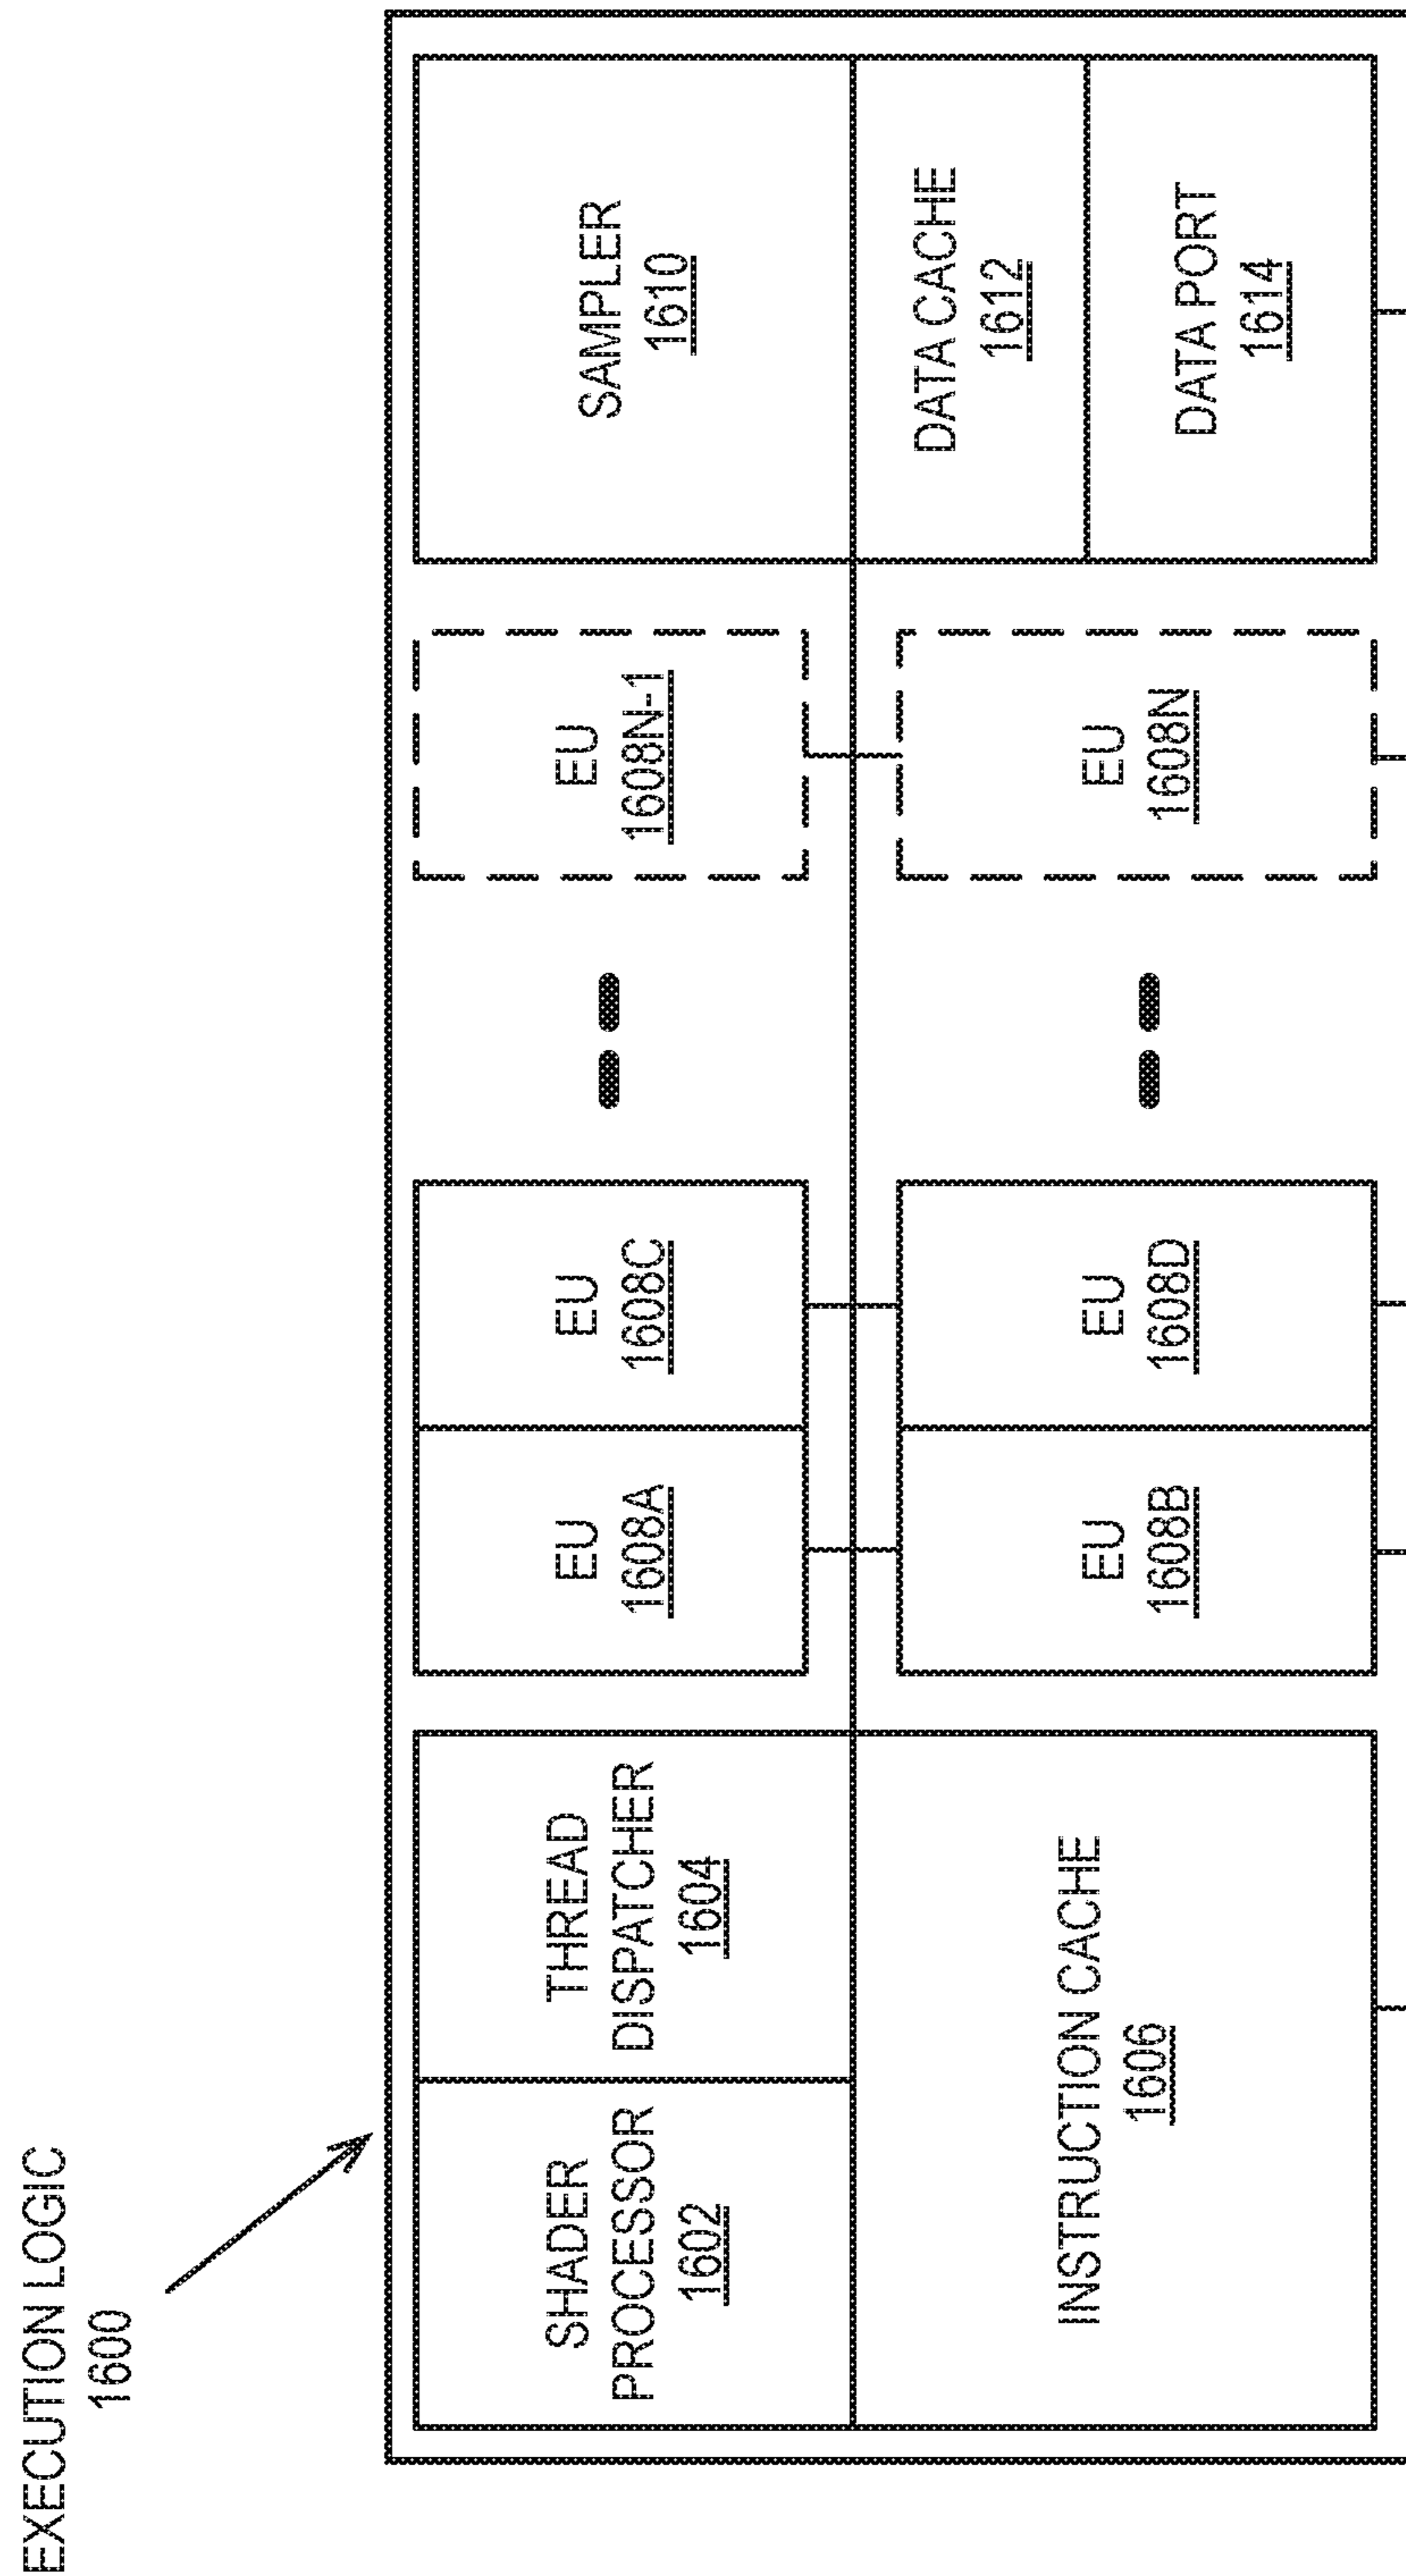 EXECUTION LOGIC
1600
SHADER
PROCESSOR
1602
THREAD
DISPATCHER
1604
INSTRUCTION CACHE
1606
EU
1608A
EU
1608C
EU
1608N-1
EU
1608B
EU
1608D
EU
1608N
SAMPLER
1610
DATA CACHE
1612
DATA PORT
1614